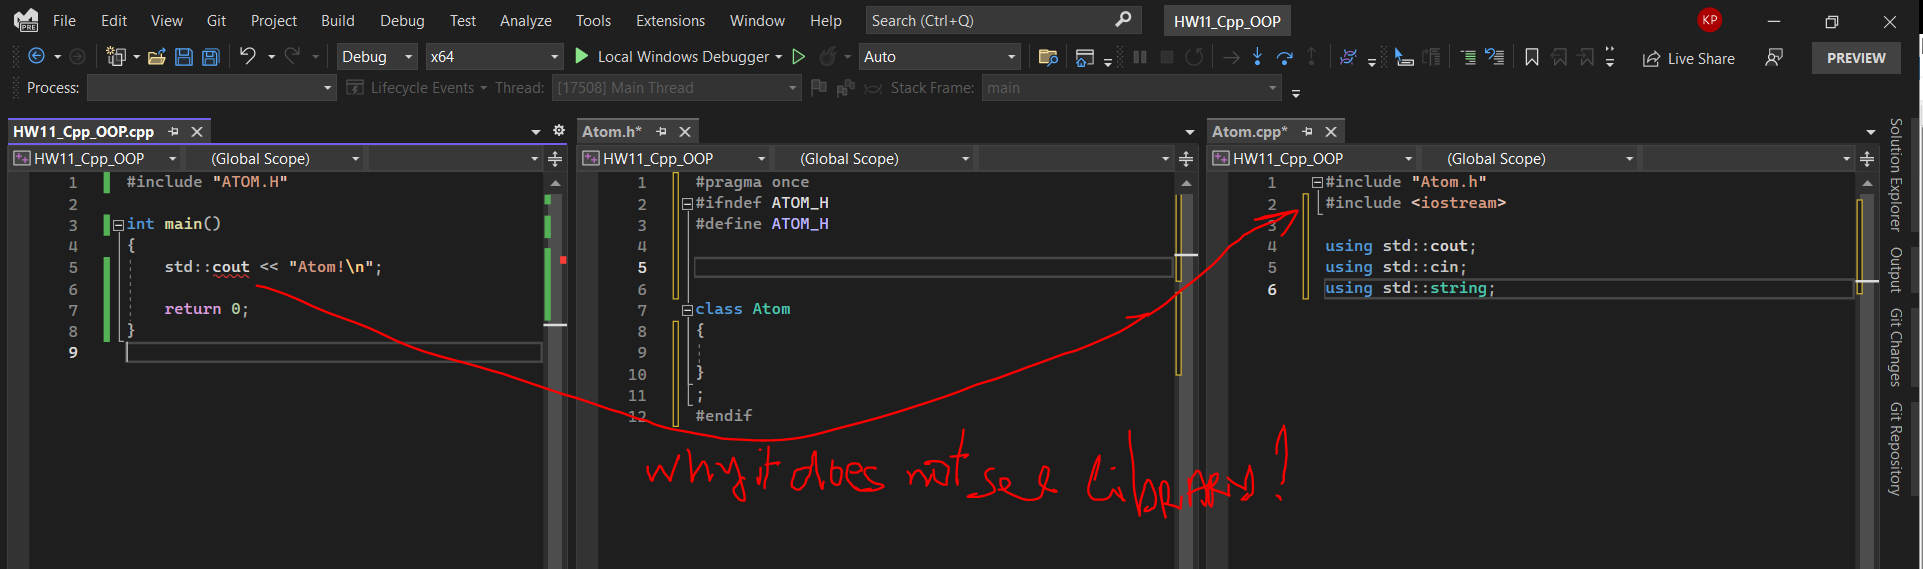 File Edit View Git Project Build Debug Test Analyze Tools Extensions Window Help Search (Ctrl+Q) HW11_Cpp_OOP KP
PRE
Debug x64 Local Windows Debugger Auto Live Share PREVIEW
Process: Lifecycle Events Thread: [17508] Main Thread Stack Frame: main
HW11_Cpp_OOP.cpp
HW11_Cpp_OOP (Global Scope)
1 #include "ATOM.H"
2
3 int main()
4 {
5 std::cout << "Atom!\n";
6
7 return 0;
8 }
9
Atom.h*
HW11_Cpp_OOP (Global Scope)
1 #pragma once
2 #ifndef ATOM_H
3 #define ATOM_H
4
5
6
7 class Atom
8 {
9
10 }
11 ;
12 #endif
Atom.cpp*
HW11_Cpp_OOP (Global Scope)
1 #include "Atom.h"
2 #include <iostream>
3
4 using std::cout;
5 using std::cin;
6 using std::string;
why it does not see library?
Solution Explorer
Output
Git Changes
Git Repository